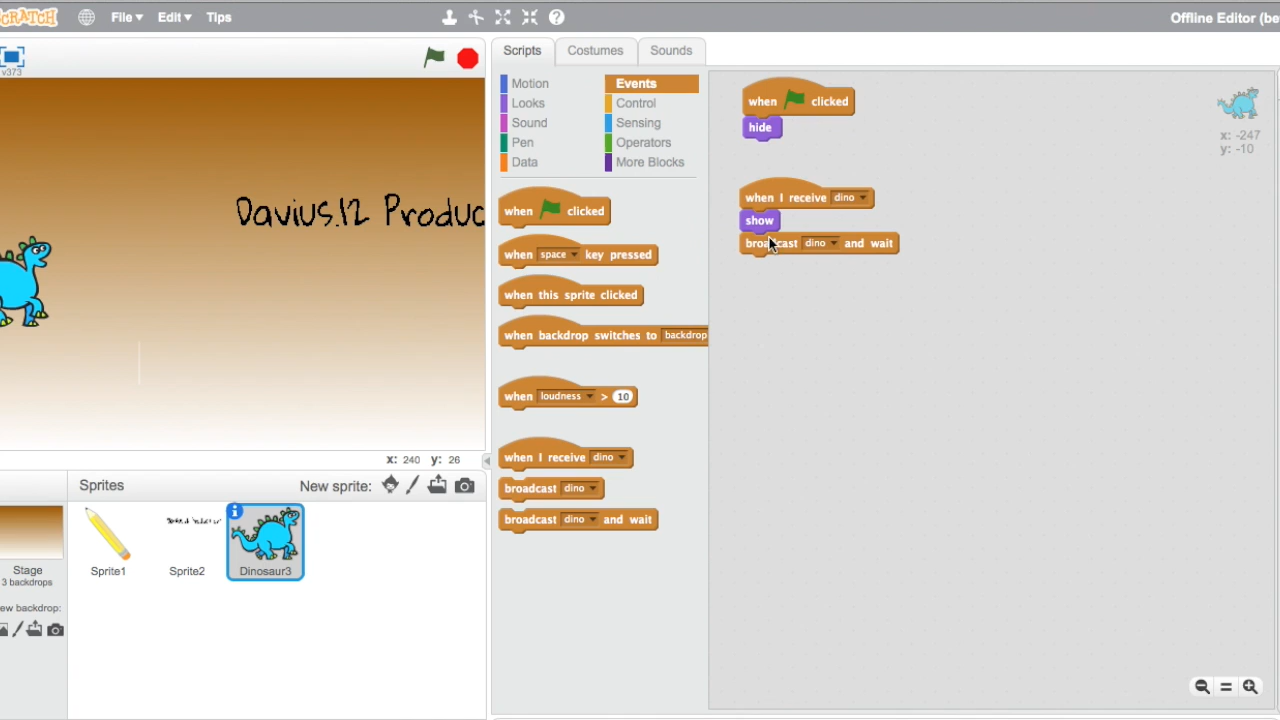 SCRATCH File Edit Tips Offline Editor (be
v373
Scripts Costumes Sounds
Motion Events
Looks Control
Sound Sensing
Pen Operators
Data More Blocks
when clicked
when space key pressed
when this sprite clicked
when backdrop switches to backdrop
when loudness > 10
when I receive dino
broadcast dino
broadcast dino and wait
when clicked
hide
when I receive dino
show
broadcast dino and wait
x: -247
y: -10
Davius.12 Produc
x: 240 y: 26
Sprites New sprite:
Sprite1 Sprite2 Dinosaur3
Stage
3 backdrops
ew backdrop: